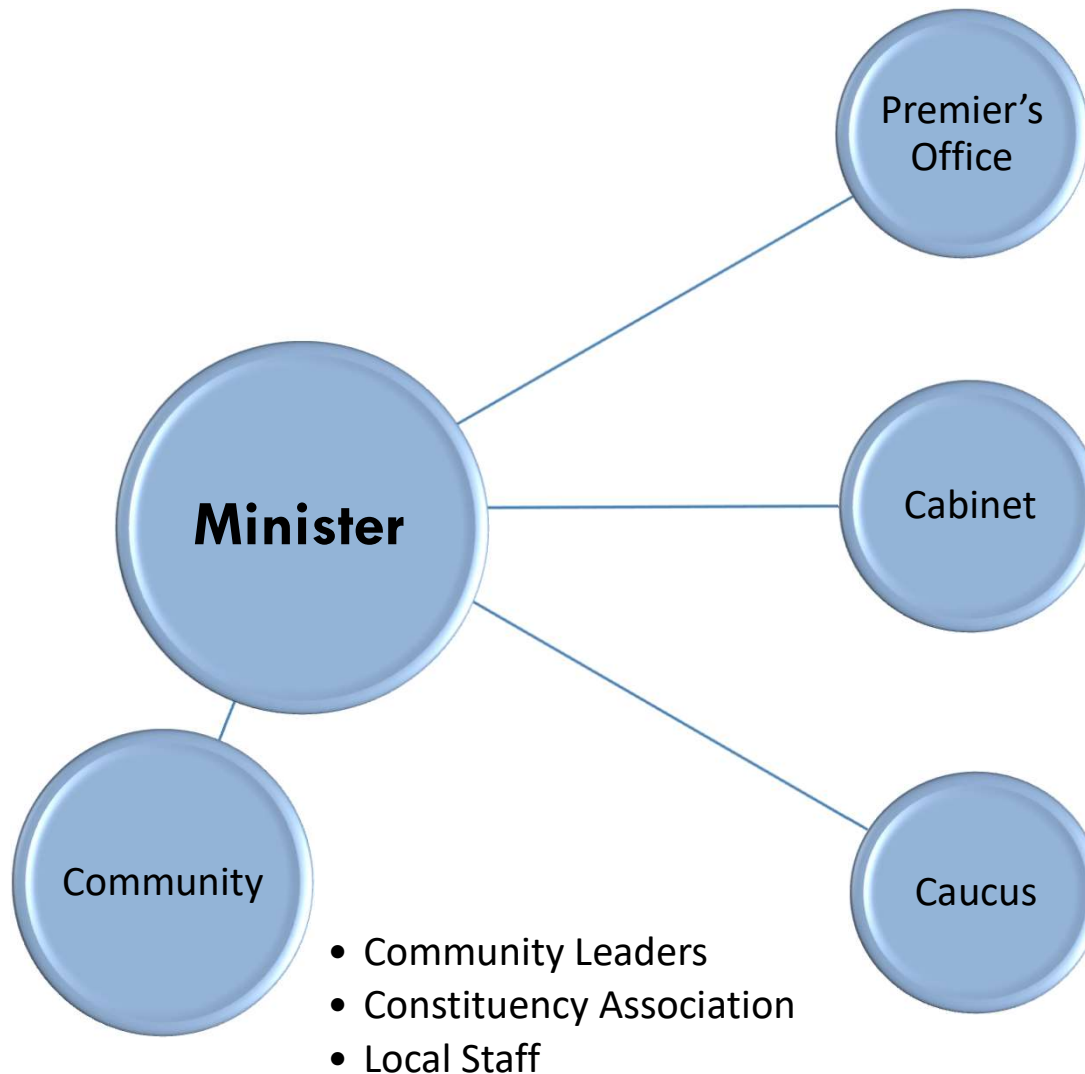 Premier’s
Office
Minister
Cabinet
Community
Caucus
• Community Leaders
• Constituency Association
• Local Staff